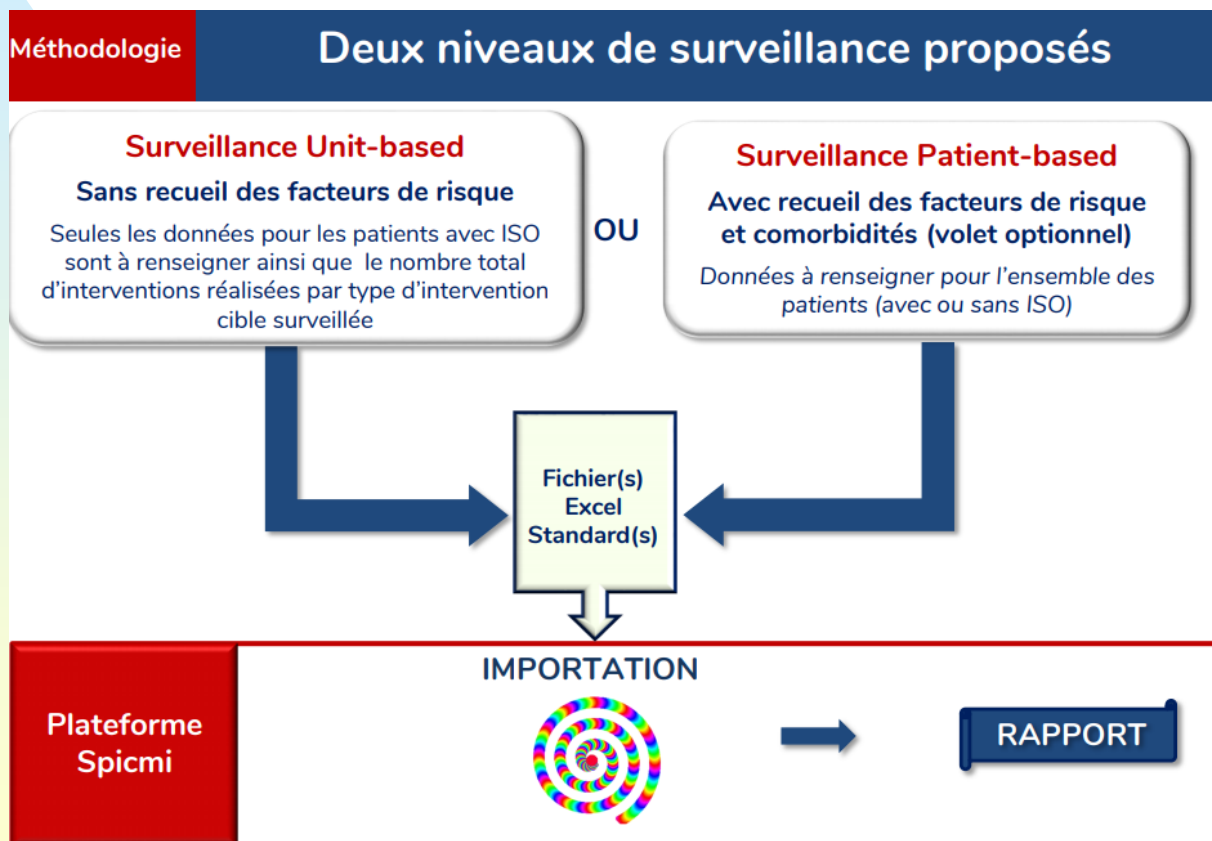 Méthodologie
Deux niveaux de surveillance proposés
Surveillance Unit-based
Sans recueil des facteurs de risque
Seules les données pour les patients avec ISO
sont à renseigner ainsi que le nombre total
d’interventions réalisées par type d’intervention
cible surveillée
OU
Surveillance Patient-based
Avec recueil des facteurs de risque
et comorbidités (volet optionnel)
Données à renseigner pour l’ensemble des
patients (avec ou sans ISO)
Fichier(s)
Excel
Standard(s)
IMPORTATION
Plateforme
Spicmi
RAPPORT